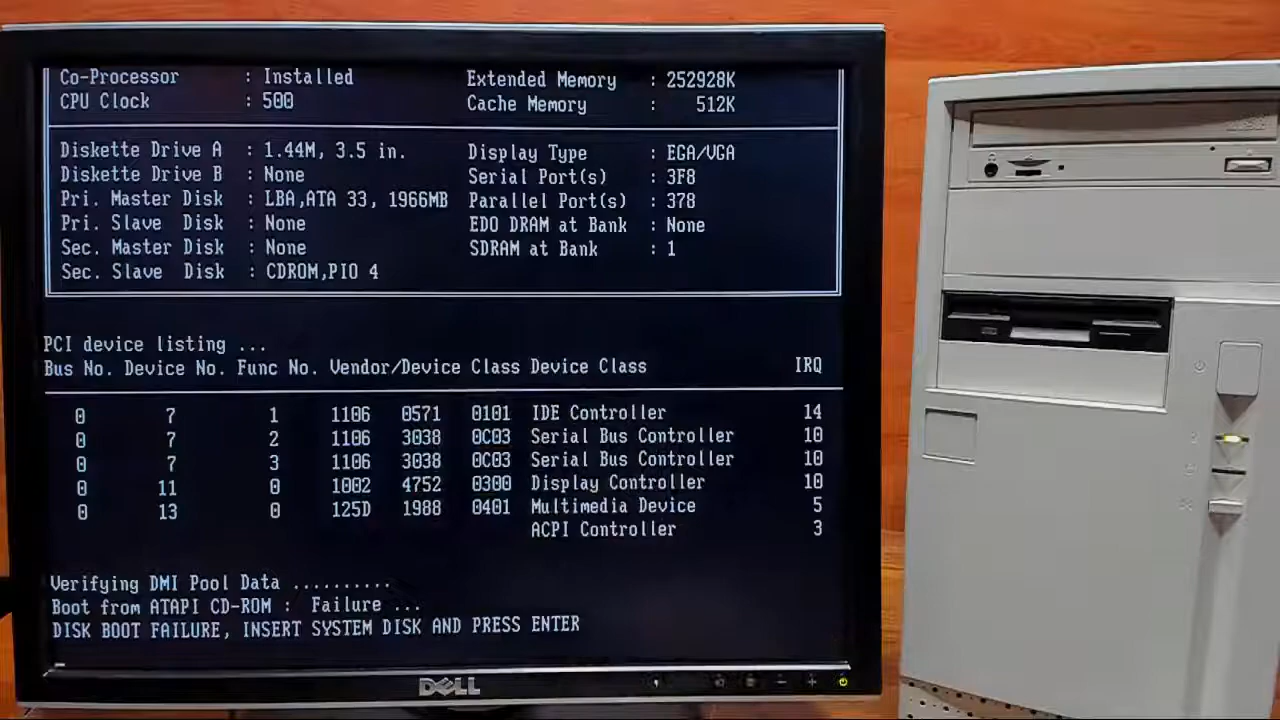 Co-Processor : Installed Extended Memory : 252928K
CPU Clock : 500 Cache Memory : 512K
Diskette Drive A : 1.44M, 3.5 in. Display Type : EGA/VGA
Diskette Drive B : None Serial Port(s) : 3F8
Pri. Master Disk : LBA,ATA 33, 1966MB Parallel Port(s) : 378
Pri. Slave Disk : None EDO DRAM at Bank : None
Sec. Master Disk : None SDRAM at Bank : 1
Sec. Slave Disk : CDROM,PIO 4
PCI device listing ...
Bus No. Device No. Func No. Vendor/Device Class Device Class IRQ
0 7 1 1106 0571 0101 IDE Controller 14
0 7 2 1106 3038 0C03 Serial Bus Controller 10
0 7 3 1106 3038 0C03 Serial Bus Controller 10
0 11 0 1002 4752 0300 Display Controller 10
0 13 0 125D 1988 0401 Multimedia Device 5
ACPI Controller 3
Verifying DMI Pool Data ..........
Boot from ATAPI CD-ROM : Failure ...
DISK BOOT FAILURE, INSERT SYSTEM DISK AND PRESS ENTER
DELL